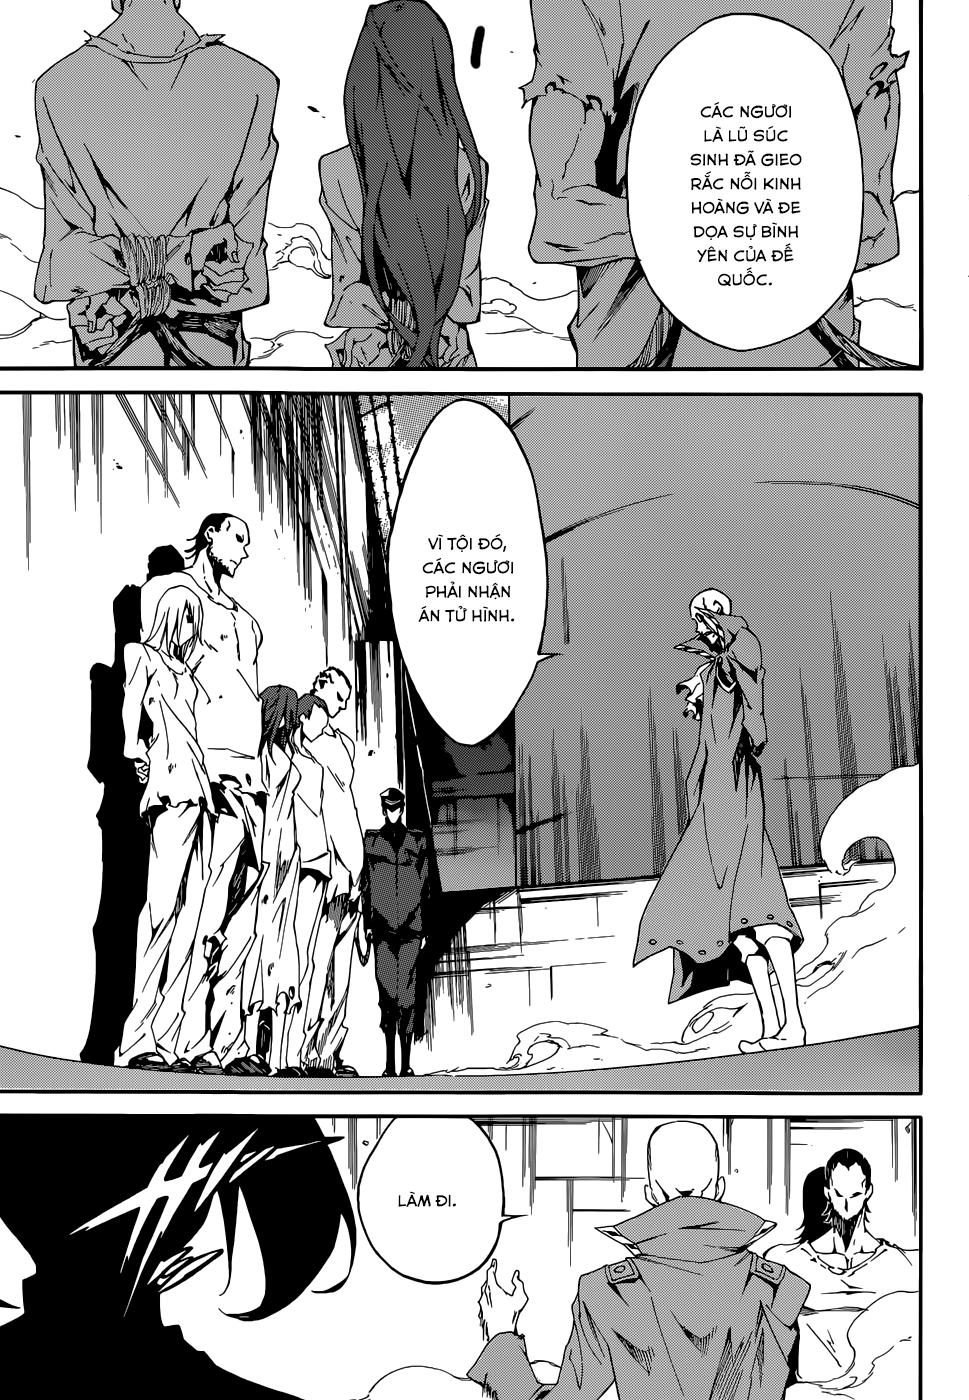 CÁC NGƯƠI
LÀ LŨ SÚC
SINH ĐÃ GIEO
RẮC NỖI KINH
HOÀNG VÀ ĐE
DỌA SỰ BÌNH
YÊN CỦA ĐẾ
QUỐC.
VÌ TỘI ĐÓ,
CÁC NGƯƠI
PHẢI NHẬN
ÁN TỬ HÌNH.
LÀM ĐI.